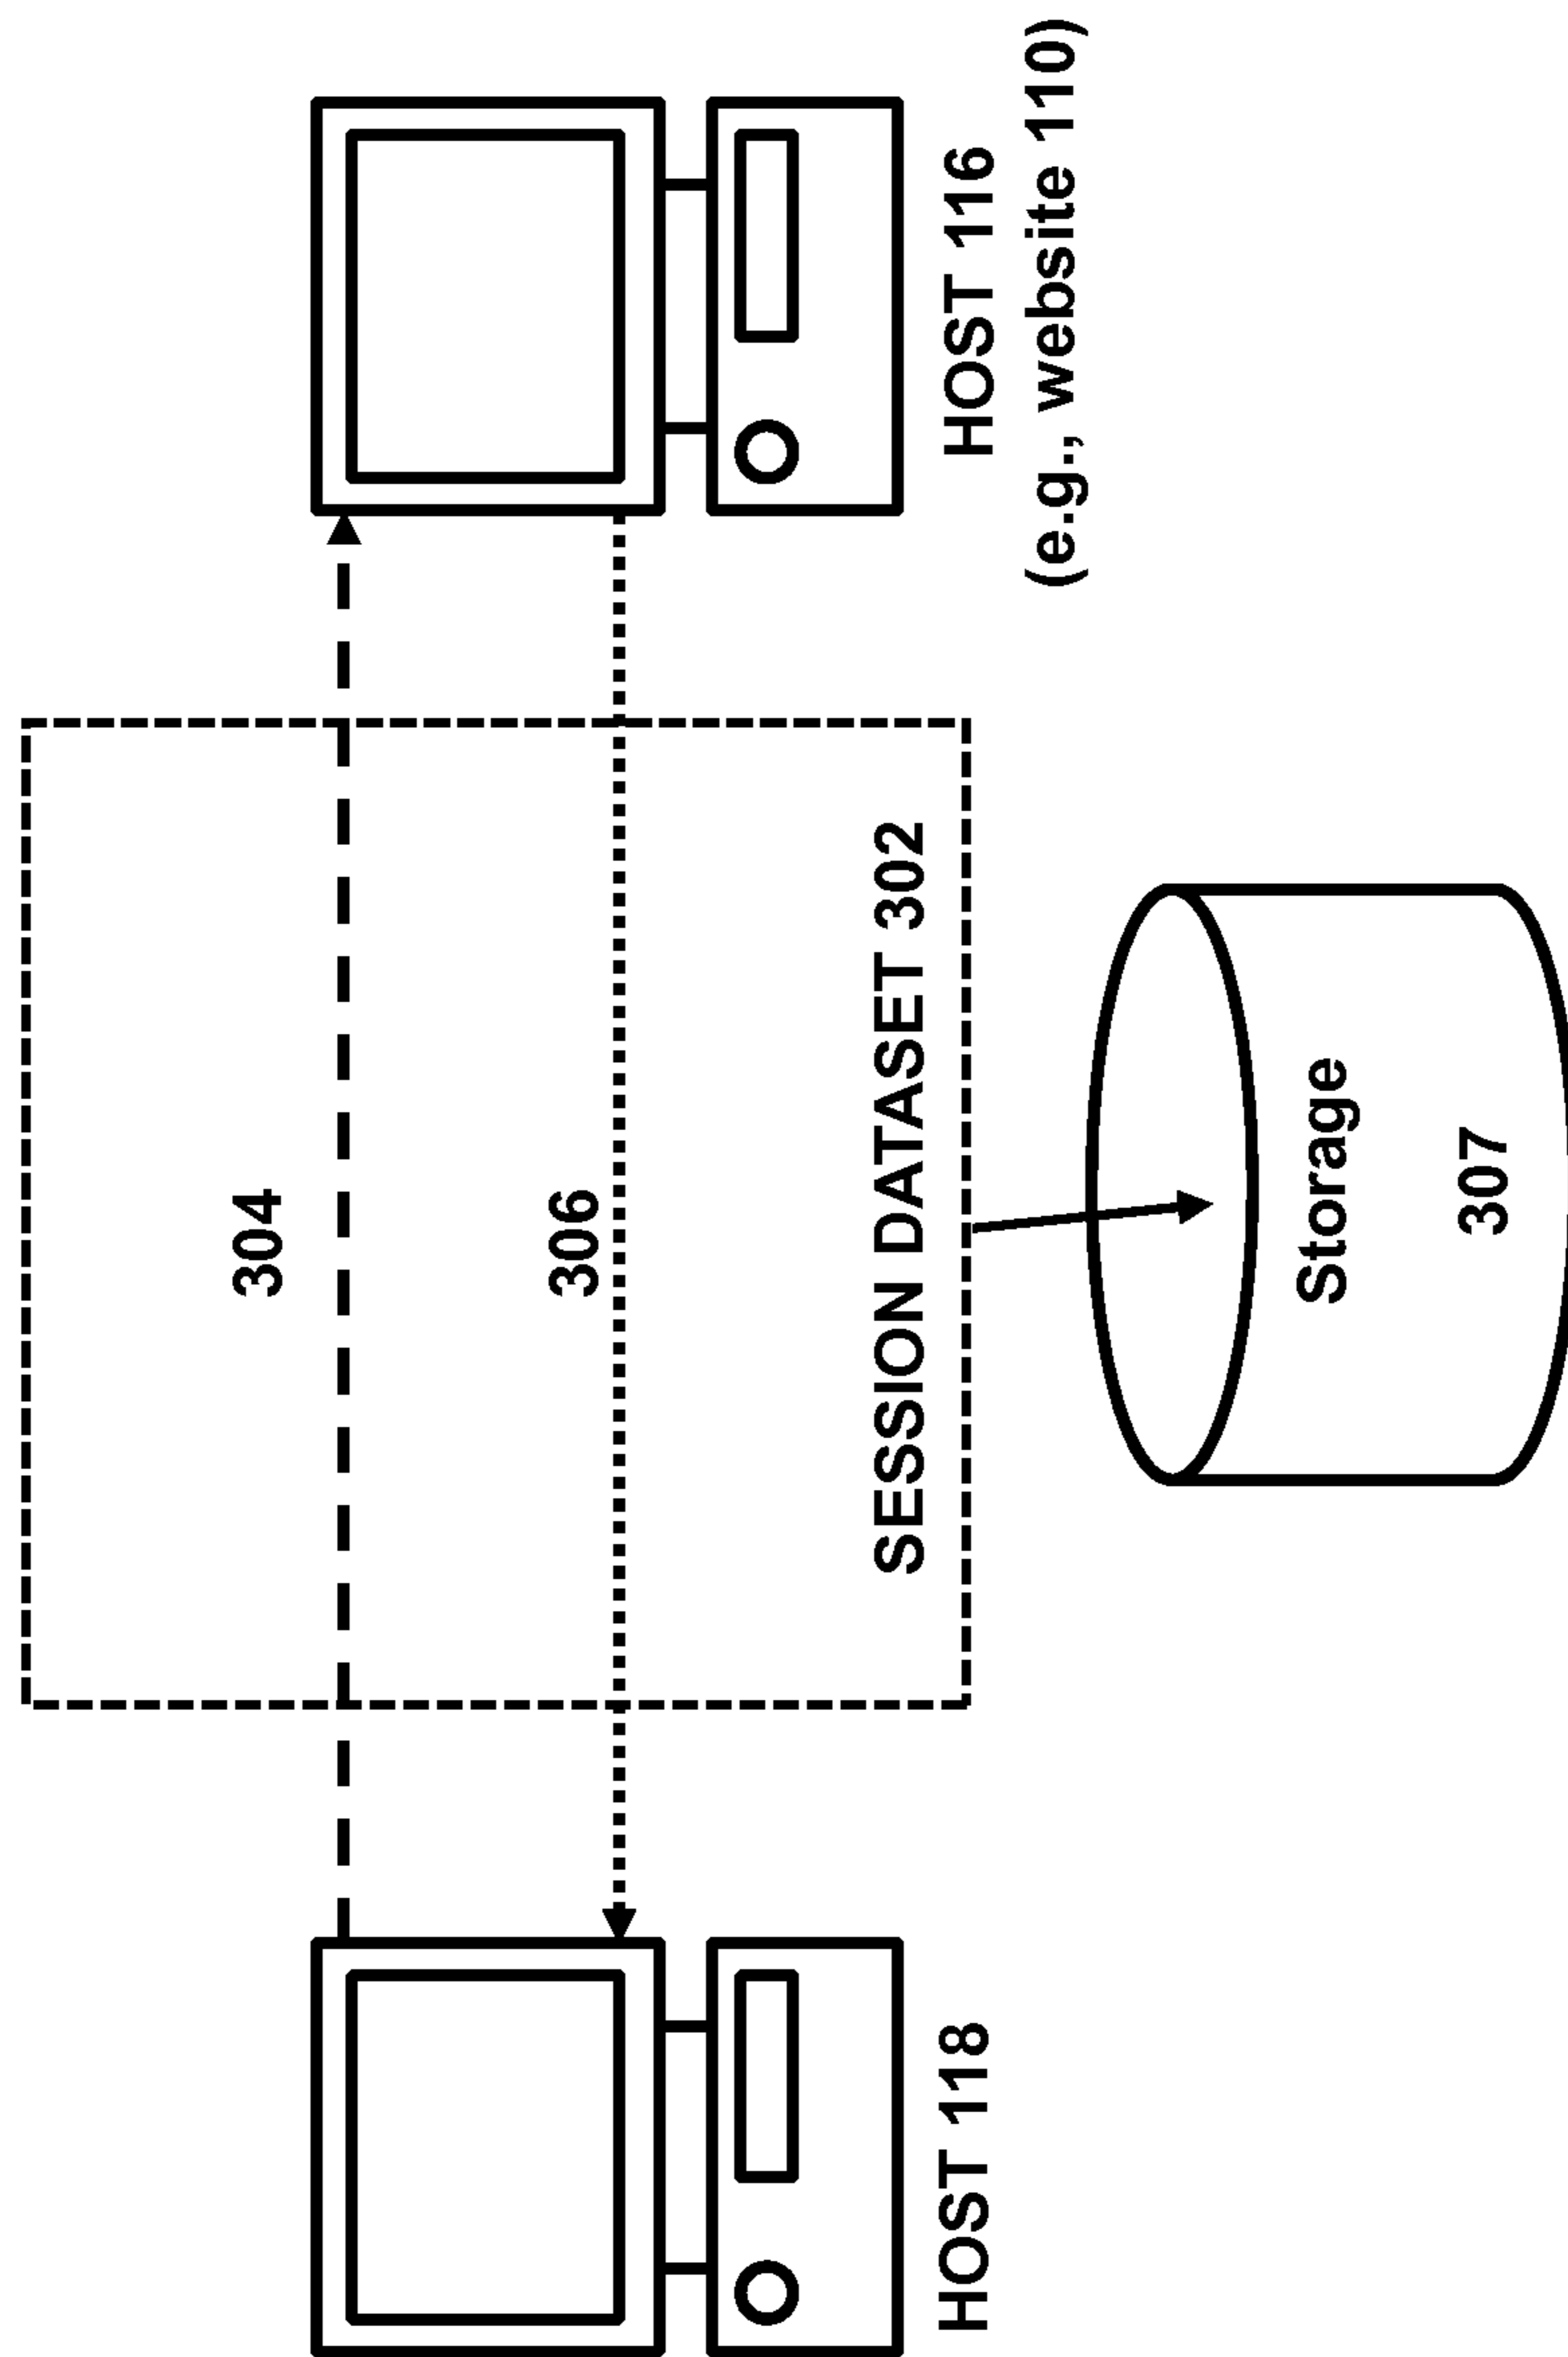 304
306
SESSION DATASET 302
HOST 118
HOST 116
(e.g., website 110)
Storage
307